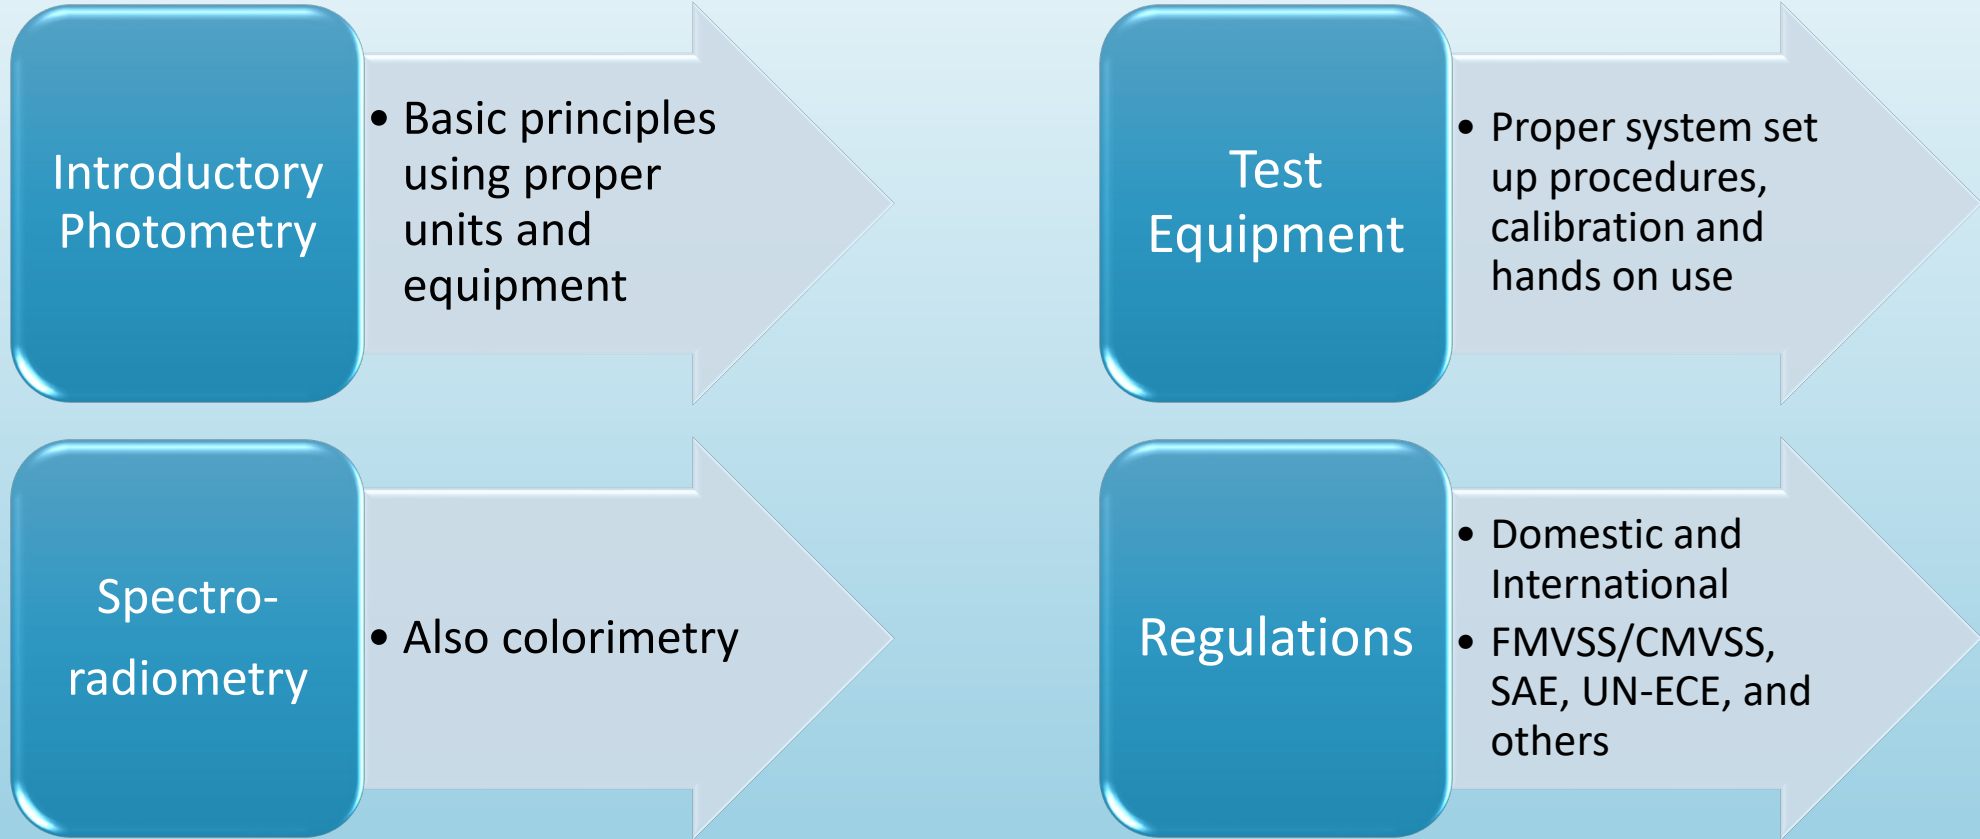 Introductory
Photometry
• Basic principles
using proper
units and
equipment
Test
Equipment
• Proper system set
up procedures,
calibration and
hands on use
Spectro-
radiometry
• Also colorimetry
Regulations
• Domestic and
International
• FMVSS/CMVSS,
SAE, UN-ECE, and
others